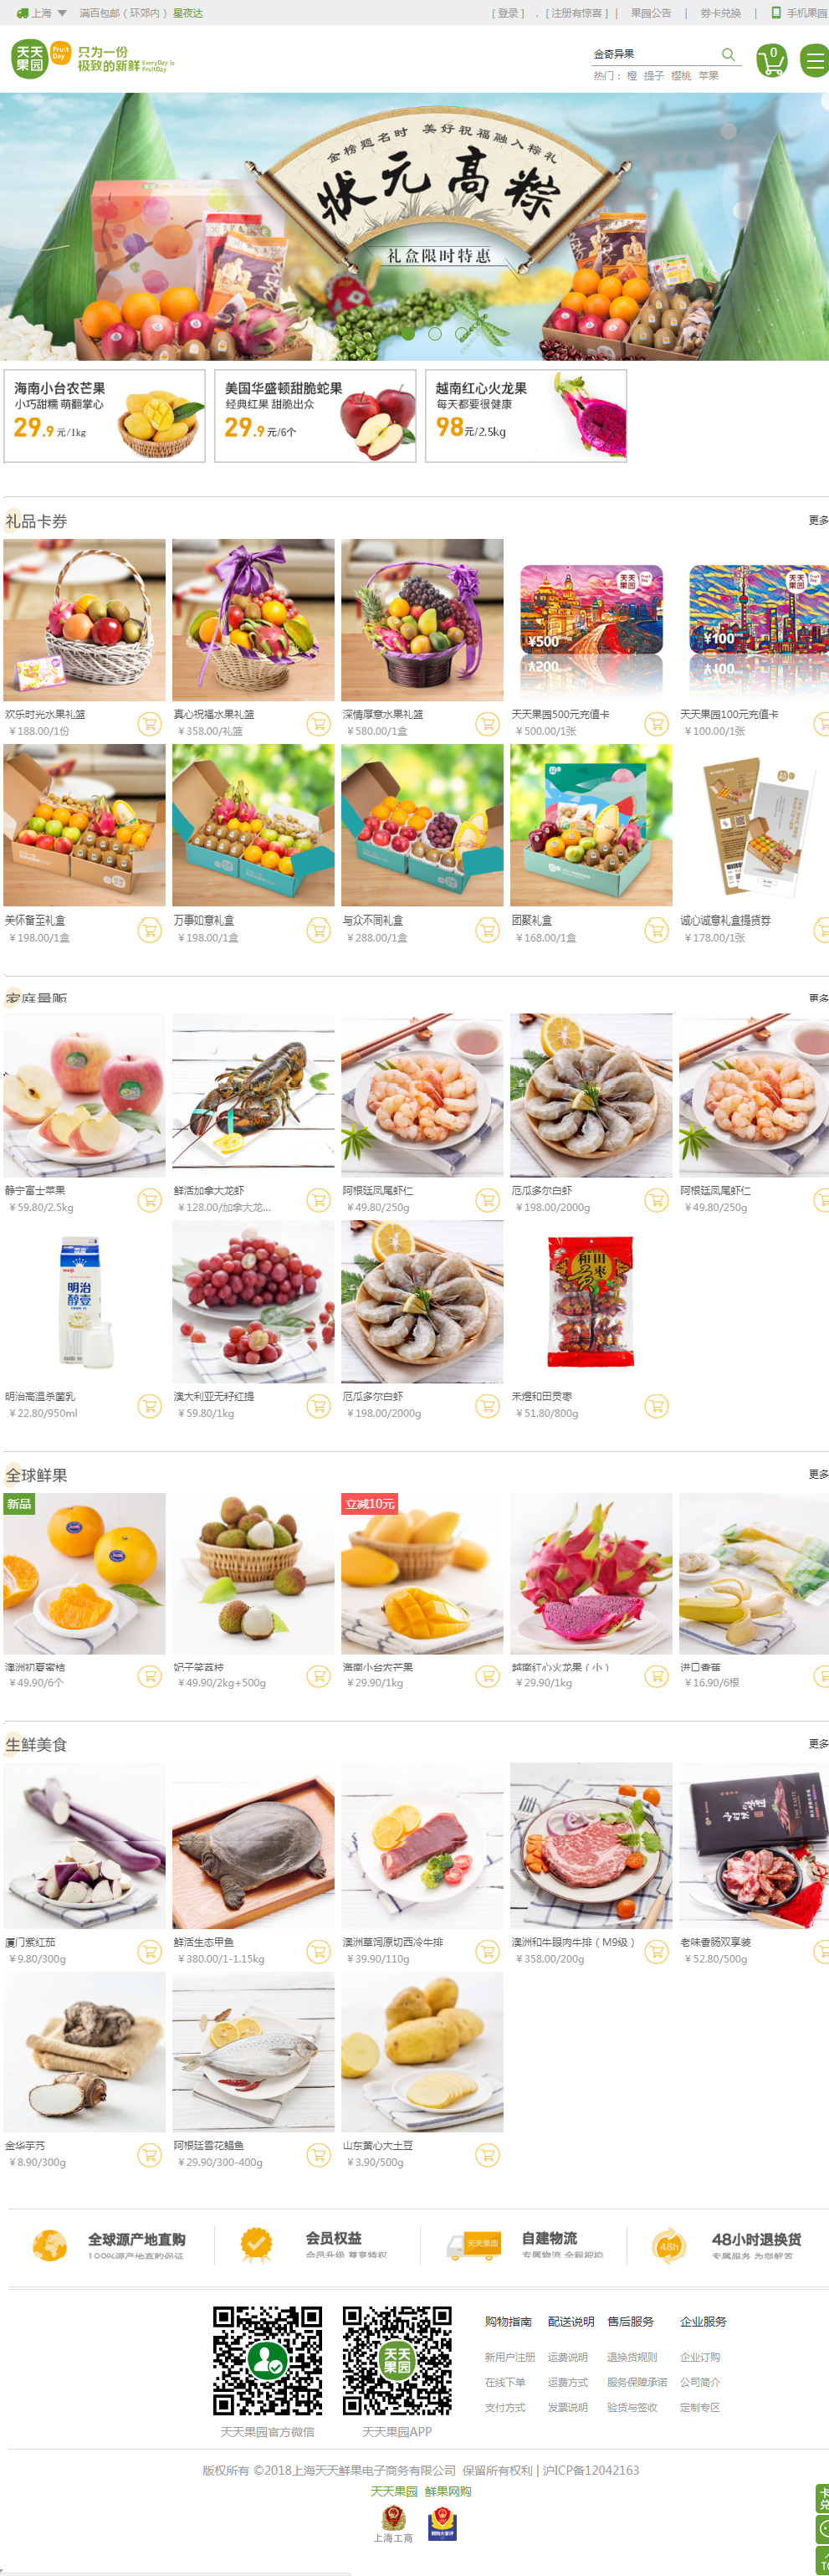 上海 满百包邮（环郊内） 星夜达 [ 登录 ] ，[ 注册有惊喜 ] | 果园公告 | 券卡兑换 | 手机果园
天天果园 Fruit Day 只为一份
极致的新鲜 EveryDay is FruitDay
金奇异果
热门： 橙 提子 樱桃 苹果
0
金榜题名时 美好祝福融入粽礼
状元高粽
礼盒限时特惠
海南小台农芒果
小巧甜糯 萌翻掌心
29.9 元/1kg
美国华盛顿甜脆蛇果
经典红果 甜脆出众
29.9 元/6个
越南红心火龙果
每天都要很健康
98元/2.5kg
礼品卡券 更多
天天果园 Fruit Day
¥500
天天果园
¥100
欢乐时光水果礼篮 真心祝福水果礼篮 深情厚意水果礼篮 天天果园500元充值卡 天天果园100元充值卡
￥188.00/1份 ￥358.00/礼篮 ￥580.00/1盒 ￥500.00/1张 ￥100.00/1张
美怀备至礼盒 万事如意礼盒 与众不同礼盒 团聚礼盒 诚心诚意礼盒提货券
￥198.00/1盒 ￥198.00/1盒 ￥288.00/1盒 ￥168.00/1盒 ￥178.00/1张
家庭量贩 更多
静宁富士苹果 鲜活加拿大龙虾 阿根廷凤尾虾仁 厄瓜多尔白虾 阿根廷凤尾虾仁
￥59.80/2.5kg ￥128.00/加拿大龙... ￥49.80/250g ￥198.00/2000g ￥49.80/250g
meiji
明治
醇壹
和田
贡枣
明治高温杀菌乳 澳大利亚无籽红提 厄瓜多尔白虾 禾煜和田贡枣
￥22.80/950ml ￥59.80/1kg ￥198.00/2000g ￥51.80/800g
全球鲜果 更多
新品 立减10元
澳洲初夏蜜桔 妃子笑荔枝 海南小台农芒果 越南红心火龙果（小） 进口香蕉
￥49.90/6个 ￥49.90/2kg+500g ￥29.90/1kg ￥29.90/1kg ￥16.90/6根
生鲜美食 更多
厦门紫红茄 鲜活生态甲鱼 澳洲草饲原切西冷牛排 澳洲和牛眼肉牛排（M9级） 老味香肠双享装
￥9.80/300g ￥380.00/1-1.15kg ￥39.90/110g ￥358.00/200g ￥52.80/500g
金华芋艿 阿根廷雪花鲳鱼 山东黄心大土豆
￥8.90/300g ￥29.90/300-400g ￥3.90/500g
全球源产地直购 会员权益 天天果园 自建物流 48h 48小时退换货
100%源产地直购保证 会员升级 尊享特权 专属物流 全程呵护 专属服务 为您解答
天天果园
天天果园官方微信 天天果园APP
购物指南 配送说明 售后服务 企业服务
新用户注册 运费说明 退换货规则 企业订购
在线下单 运费方式 服务保障承诺 公司简介
支付方式 发票说明 验货与签收 定制专区
版权所有 ©2018上海天天鲜果电子商务有限公司 保留所有权利 | 沪ICP备12042163
天天果园 鲜果网购
上海工商